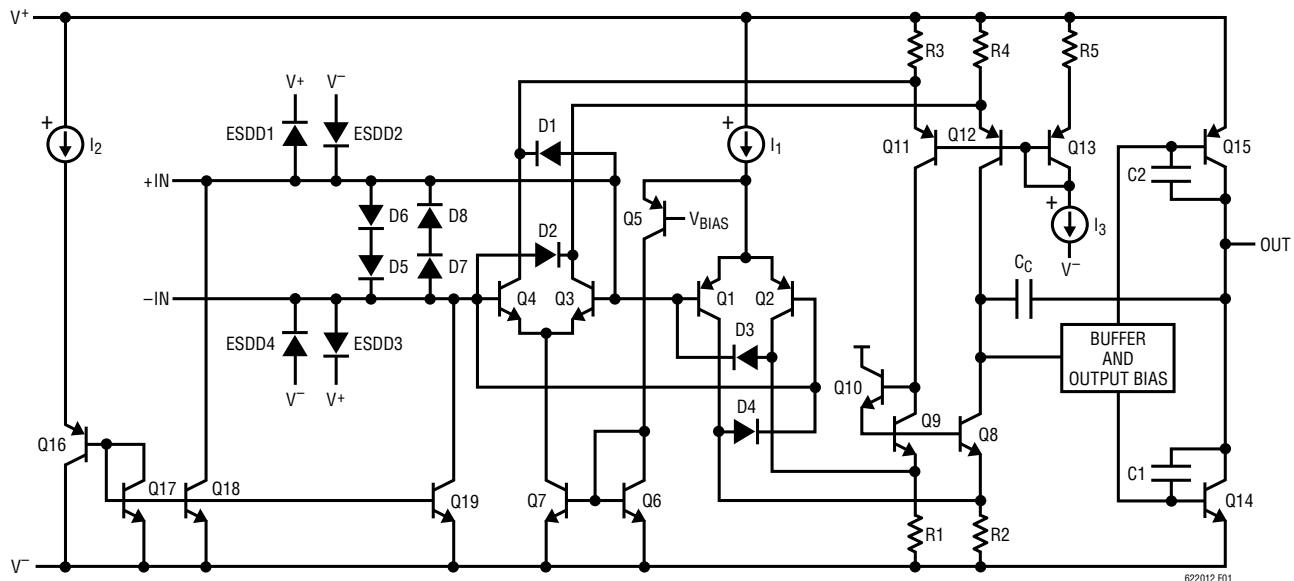 V+
R3
R4
R5
V+
V−
ESDD1
ESDD2
+
I2
D1
+
I1
Q11
Q12
Q13
Q15
C2
+IN
D6
D8
Q5
VBIAS
+
I3
V−
OUT
D2
D5
D7
CC
−IN
Q4
Q3
Q1
Q2
ESDD4
ESDD3
D3
BUFFER
AND
OUTPUT BIAS
V−
V+
Q10
D4
Q9
Q8
Q16
C1
Q17
Q18
Q19
Q7
Q6
Q14
R1
R2
V−
622012 F01